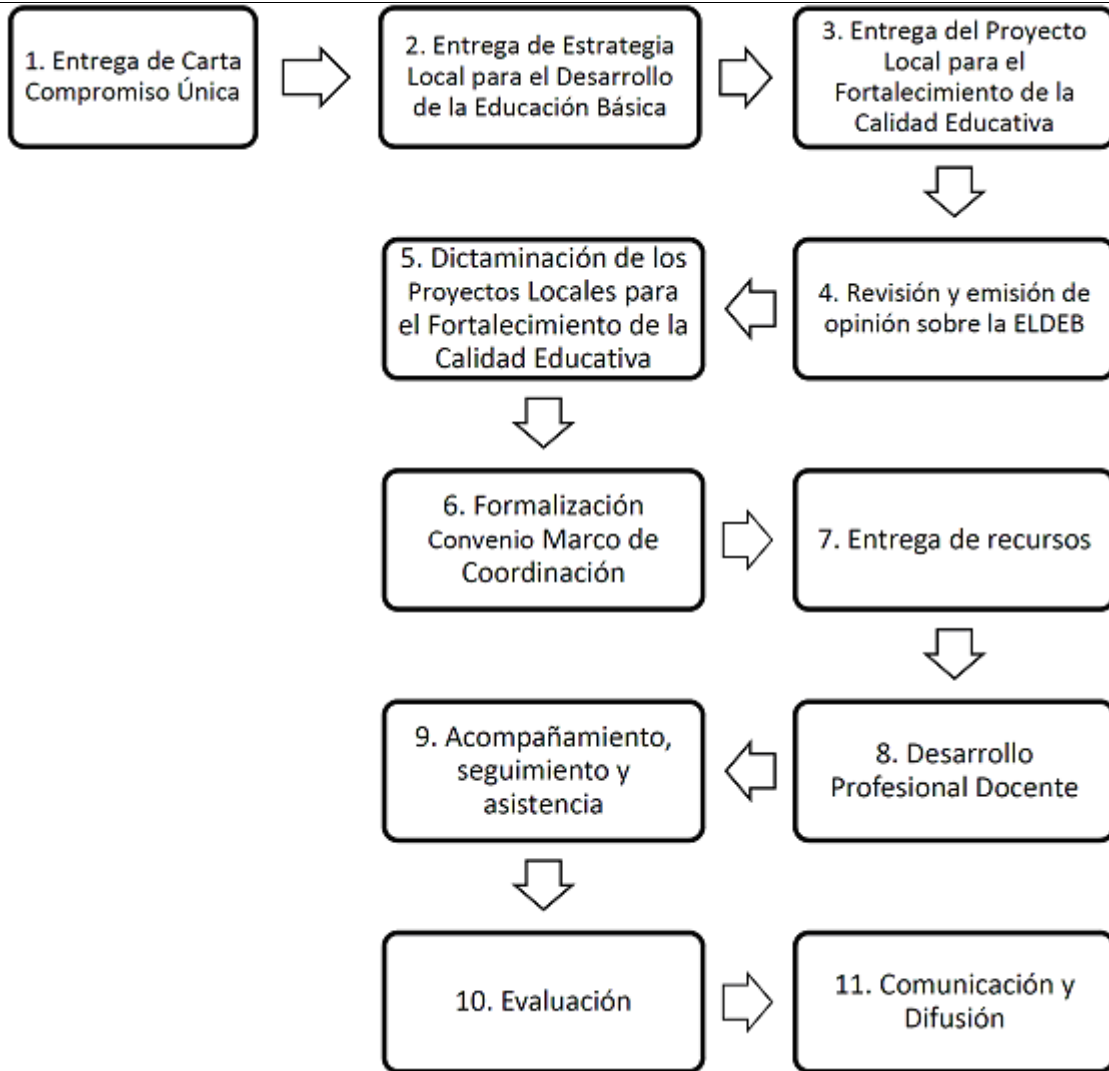 1. Entrega de Carta
Compromiso Única
2. Entrega de Estrategia
Local para el Desarrollo
de la Educación Básica
3. Entrega del Proyecto
Local para el
Fortalecimiento de la
Calidad Educativa
4. Revisión y emisión de
opinión sobre la ELDEB
5. Dictaminación de los
Proyectos Locales para
el Fortalecimiento de la
Calidad Educativa
6. Formalización
Convenio Marco de
Coordinación
7. Entrega de recursos
8. Desarrollo
Profesional Docente
9. Acompañamiento,
seguimiento y
asistencia
10. Evaluación
11. Comunicación y
Difusión